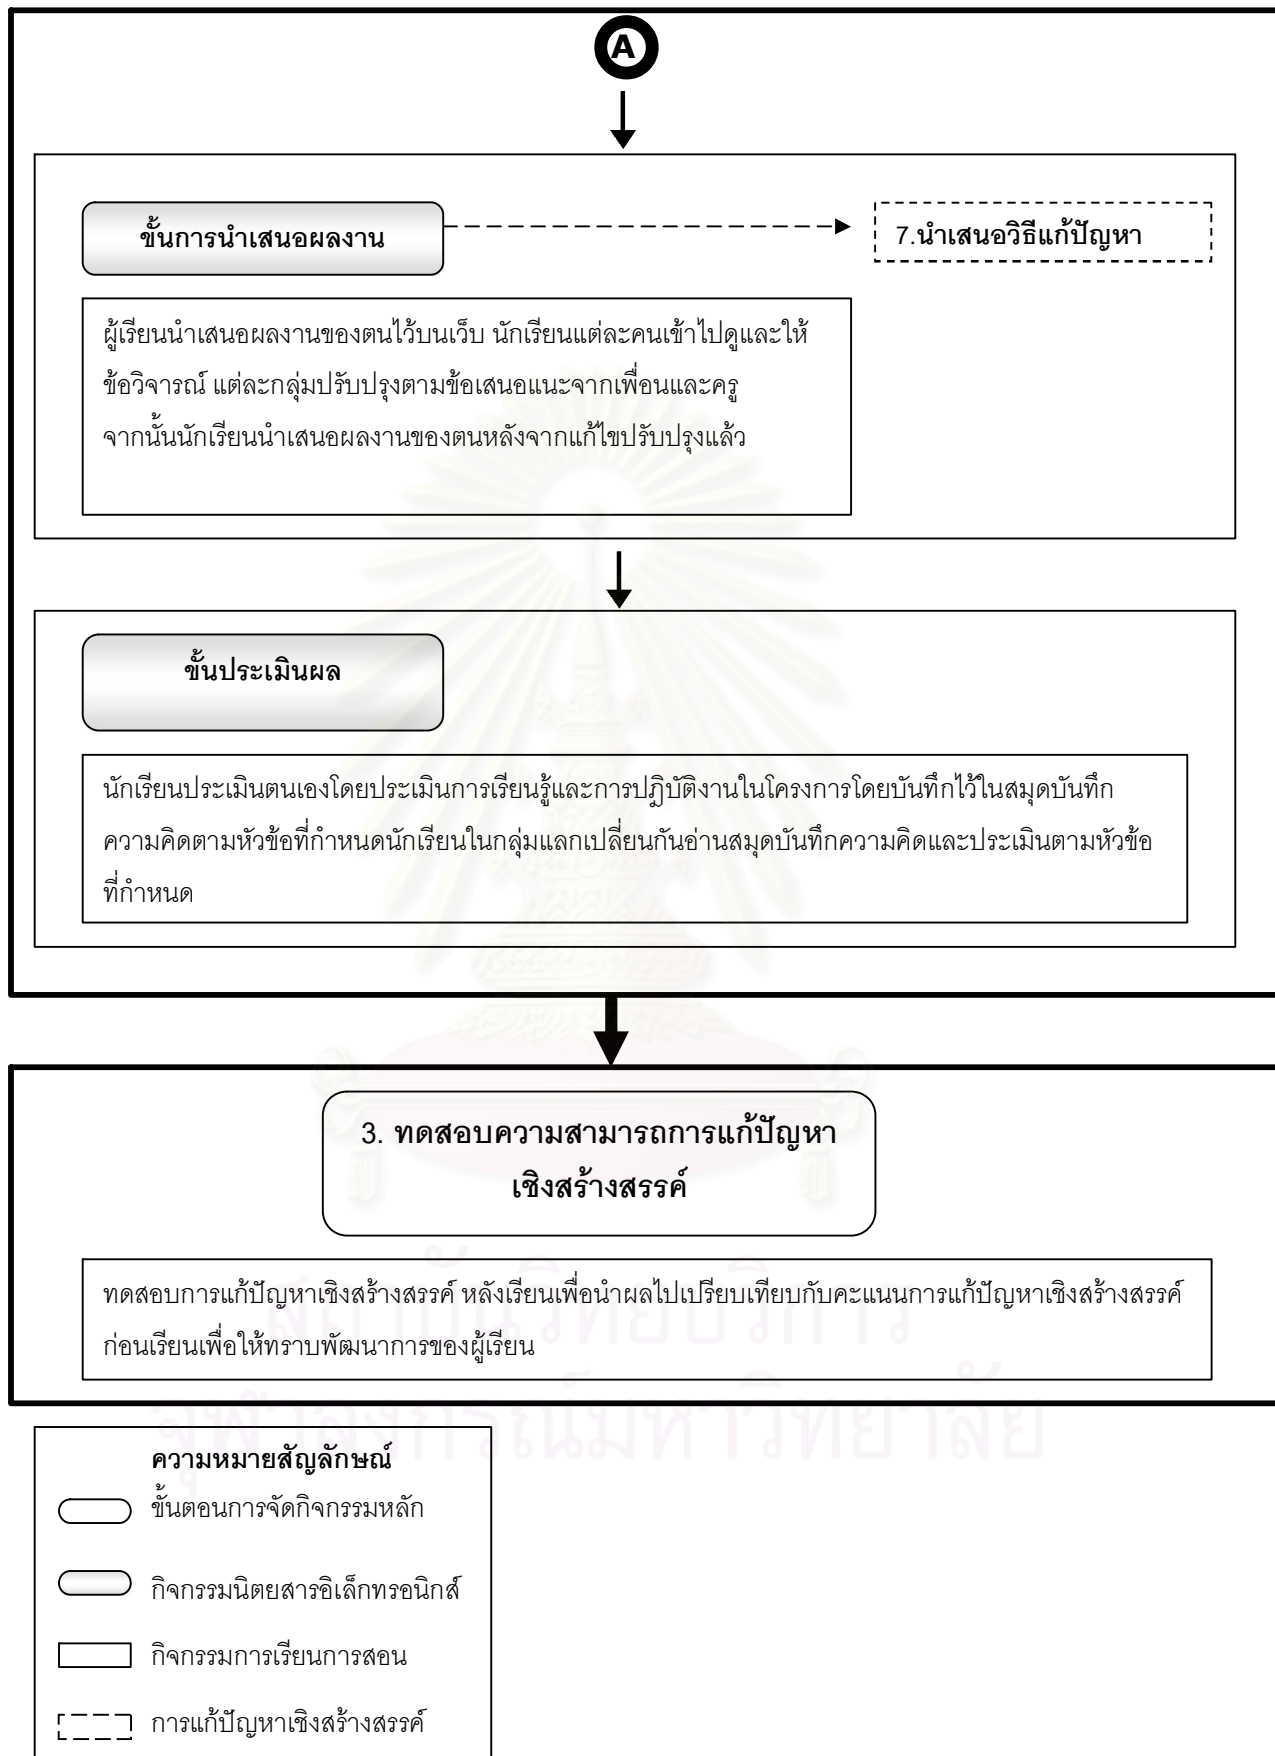 A
ขั้นการนำเสนอผลงาน
7.นำเสนอวิธีแก้ปัญหา
ผู้เรียนนำเสนอผลงานของตนไว้บนเว็บ นักเรียนแต่ละคนเข้าไปดูและให้
ข้อวิจารณ์ แต่ละกลุ่มปรับปรุงตามข้อเสนอแนะจากเพื่อนและครู
จากนั้นนักเรียนนำเสนอผลงานของตนหลังจากแก้ไขปรับปรุงแล้ว
ขั้นประเมินผล
นักเรียนประเมินตนเองโดยประเมินการเรียนรู้และการปฏิบัติงานในโครงการโดยบันทึกไว้ในสมุดบันทึก
ความคิดตามหัวข้อที่กำหนดนักเรียนในกลุ่มแลกเปลี่ยนกันอ่านสมุดบันทึกความคิดและประเมินตามหัวข้อ
ที่กำหนด
3. ทดสอบความสามารถการแก้ปัญหา
เชิงสร้างสรรค์
ทดสอบการแก้ปัญหาเชิงสร้างสรรค์ หลังเรียนเพื่อนำผลไปเปรียบเทียบกับคะแนนการแก้ปัญหาเชิงสร้างสรรค์
ก่อนเรียนเพื่อให้ทราบพัฒนาการของผู้เรียน
สถาบันวิทยบริการ
จุฬาลงกรณ์มหาวิทยาลัย
ความหมายสัญลักษณ์
ขั้นตอนการจัดกิจกรรมหลัก
กิจกรรมนิตยสารอิเล็กทรอนิกส์
กิจกรรมการเรียนการสอน
การแก้ปัญหาเชิงสร้างสรรค์